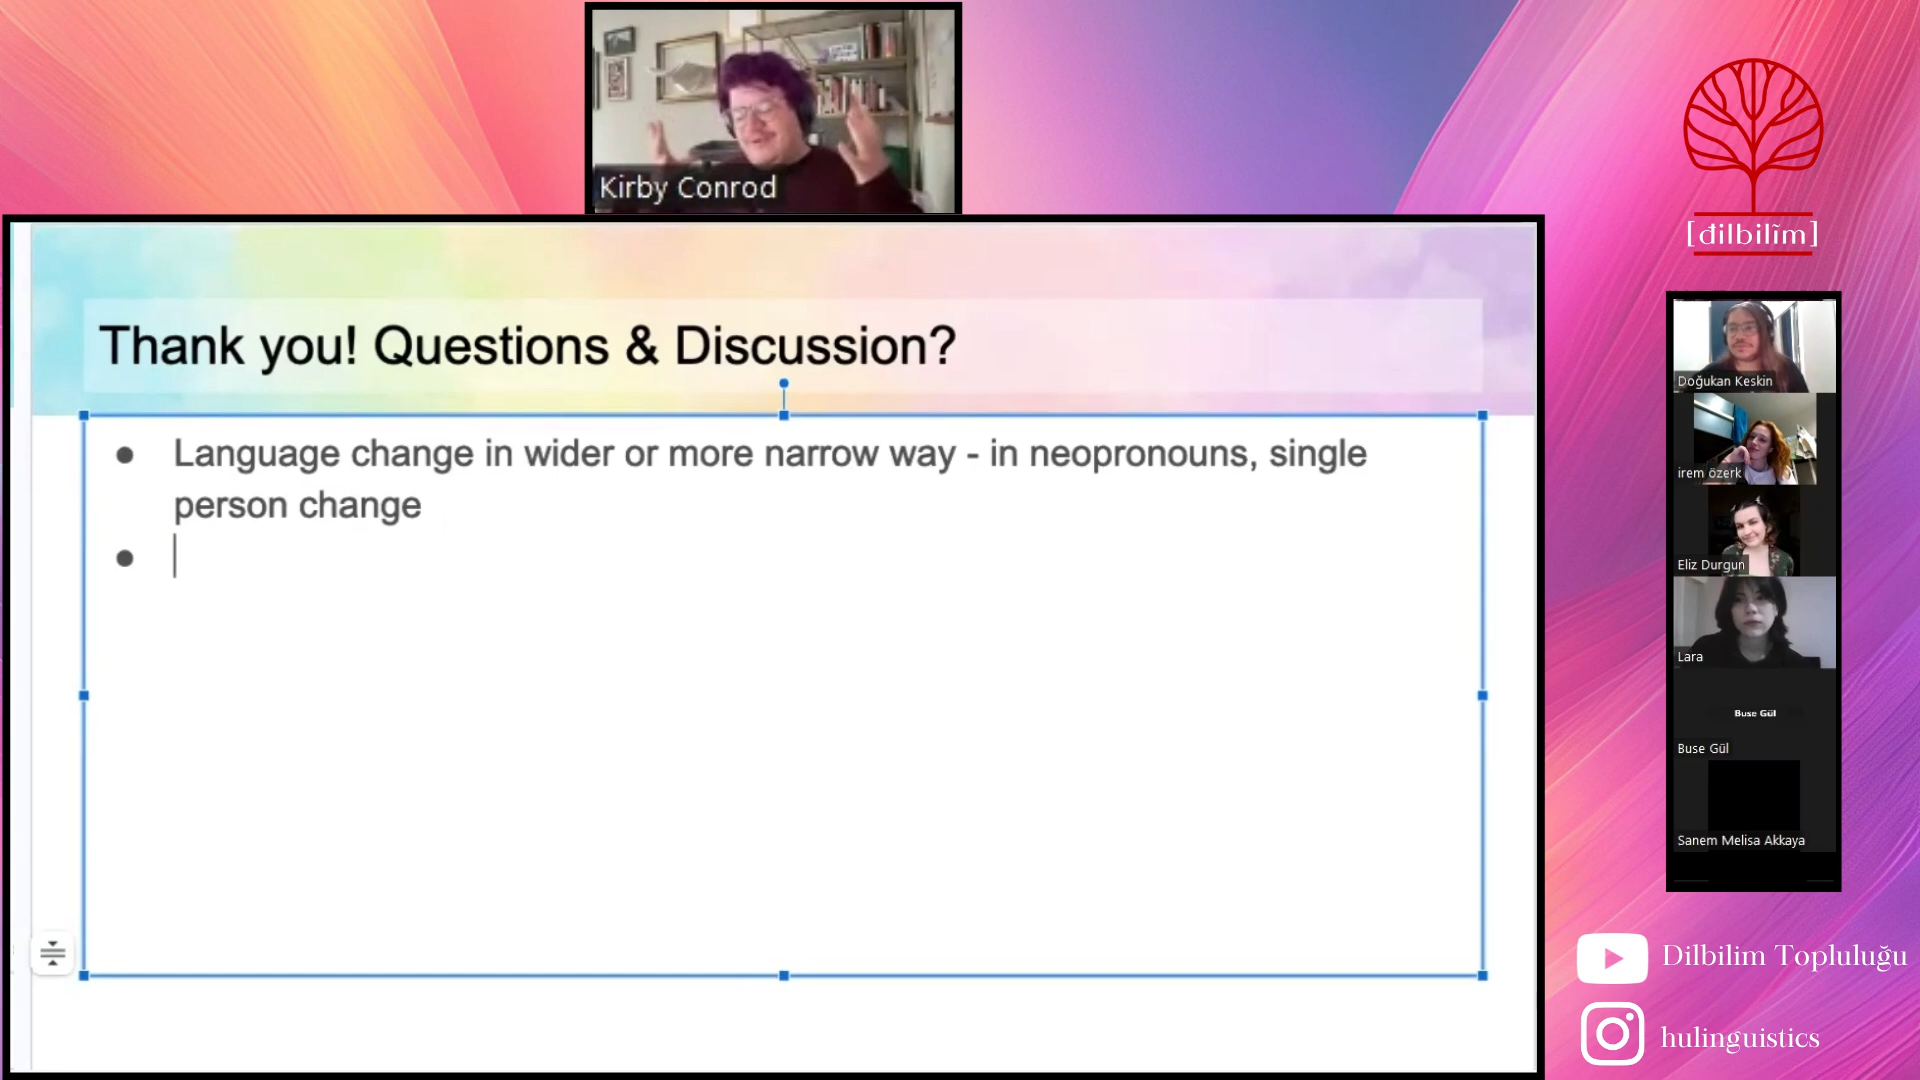 Kirby Conrod
[dilbilĩm]
Thank you! Questions & Discussion?
● Language change in wider or more narrow way - in neopronouns, single
person change
●
Doğukan Keskin
irem özerk
Eliz Durgun
Lara
Buse Gül
Buse Gül
Sanem Melisa Akkaya
Dilbilim Topluluğu
hulinguistics